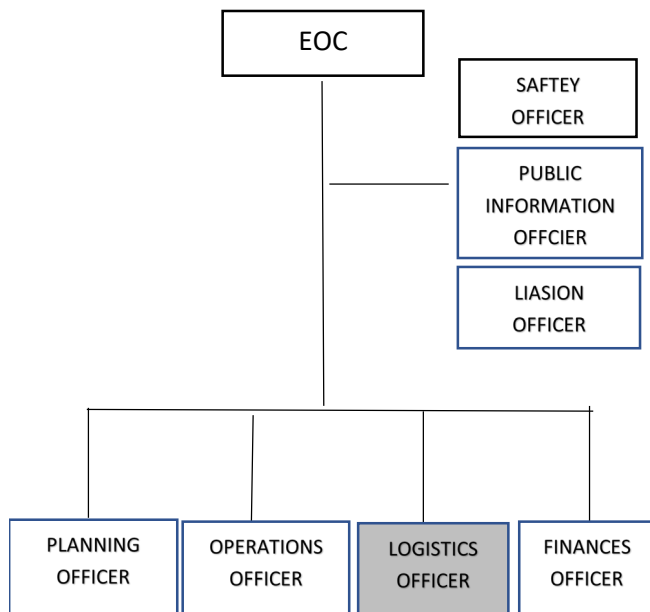 EOC
SAFTEY
OFFICER
PUBLIC
INFORMATION
OFFCIER
LIASION
OFFICER
PLANNING
OFFICER
OPERATIONS
OFFICER
LOGISTICS
OFFICER
FINANCES
OFFICER